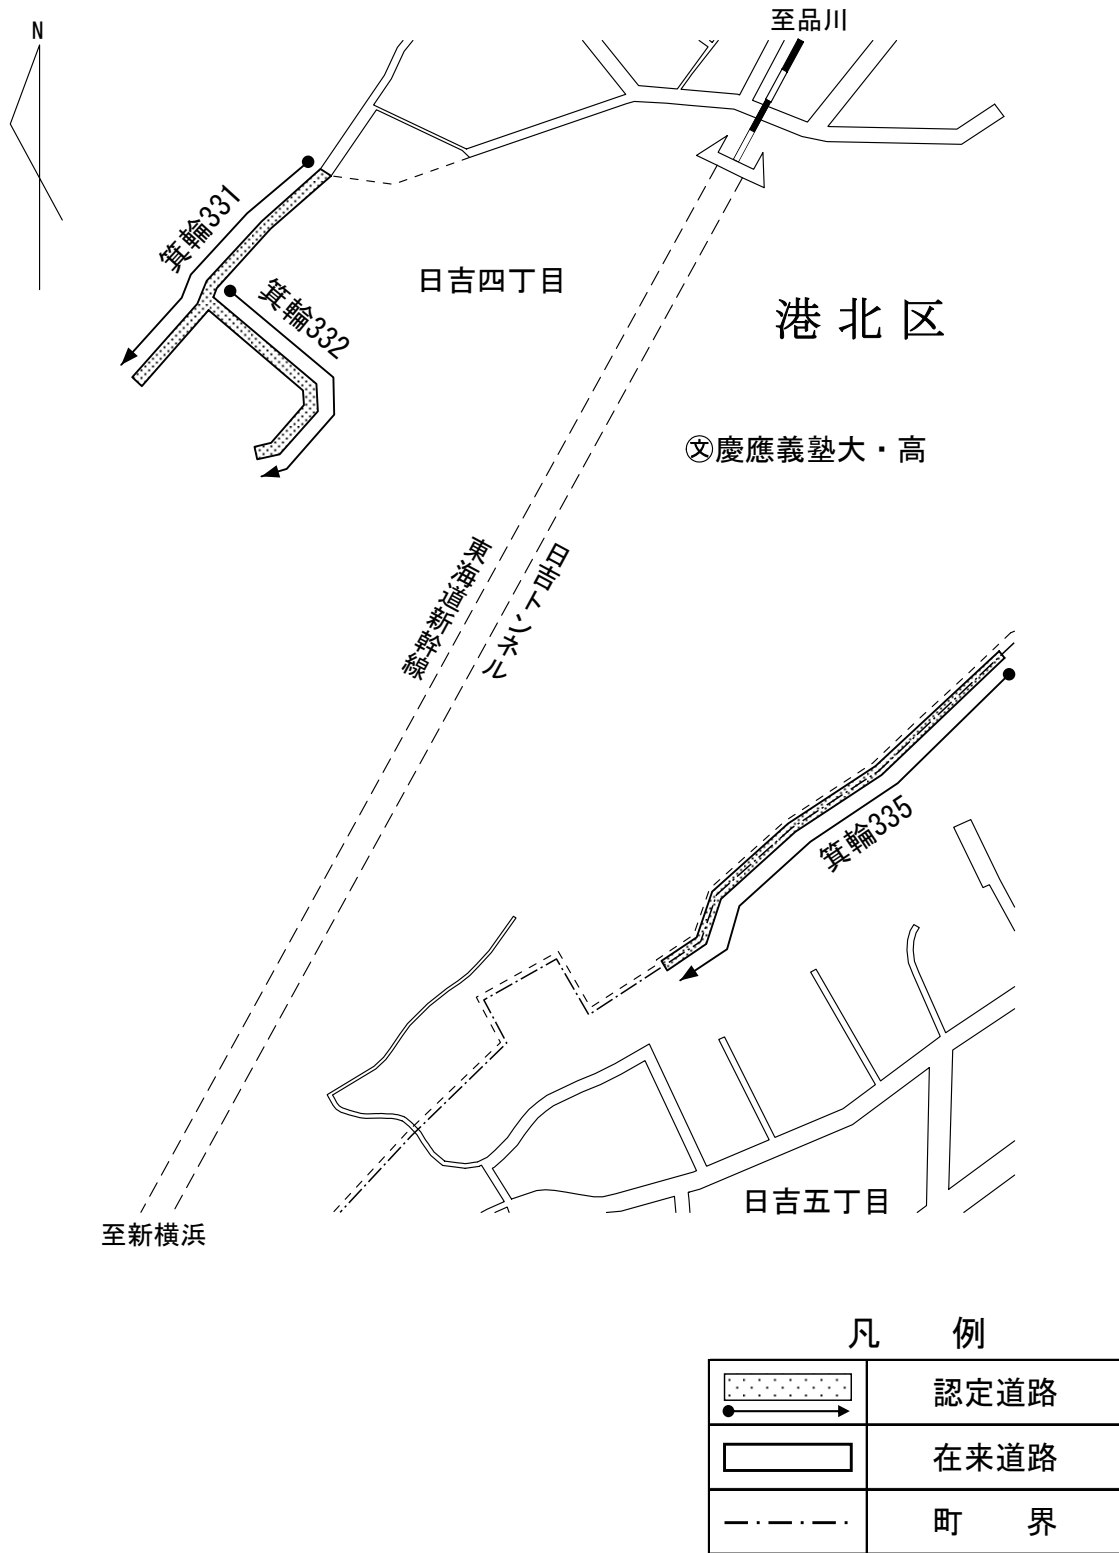 至品川
N
箕輪331
箕輪332
日吉四丁目
港北区
文慶應義塾大・高
東海道新幹線
日吉トンネル
箕輪335
日吉五丁目
至新横浜
凡 例
認定道路
在来道路
町 界